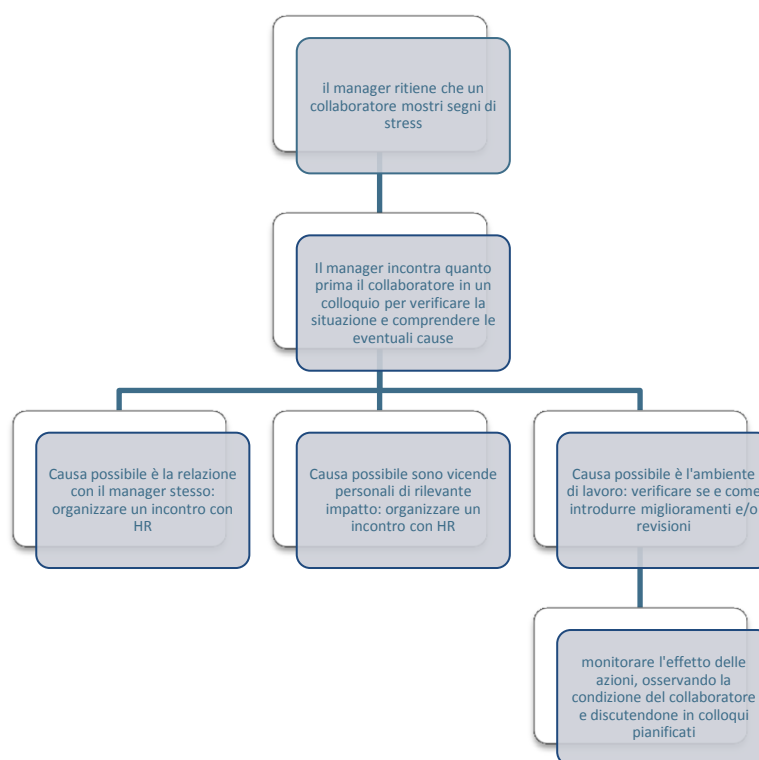 il manager ritiene che un
collaboratore mostri segni di
stress
Il manager incontra quanto
prima il collaboratore in un
colloquio per verificare la
situazione e comprendere le
eventuali cause
Causa possibile è la relazione
con il manager stesso:
organizzare un incontro con
HR
Causa possibile sono vicende
personali di rilevante
impatto: organizzare un
incontro con HR
Causa possibile è l'ambiente
di lavoro: verificare se e come
introdurre miglioramenti e/o
revisioni
monitorare l'effetto delle
azioni, osservando la
condizione del collaboratore
e discutendone in colloqui
pianificati